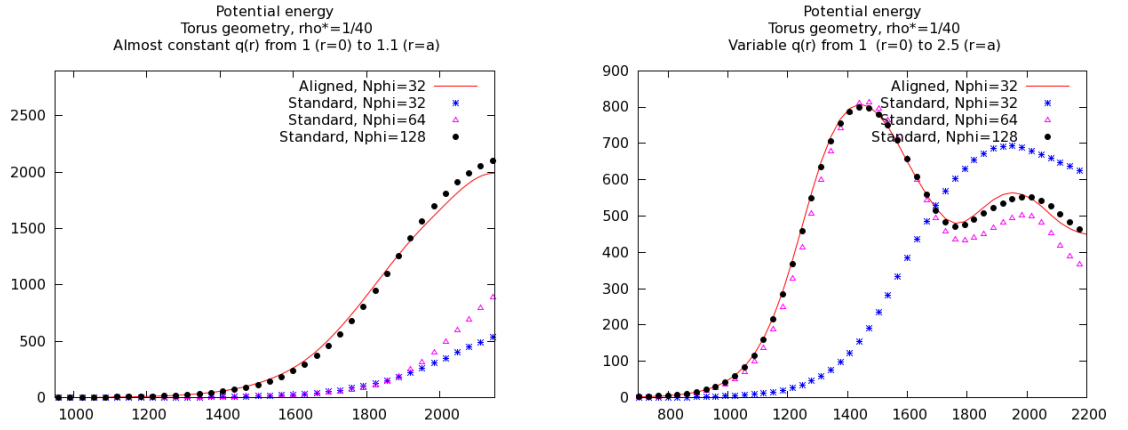 Potential energy
Torus geometry, rho*=1/40
Almost constant q(r) from 1 (r=0) to 1.1 (r=a)
Aligned, Nphi=32
Standard, Nphi=32
Standard, Nphi=64
Standard, Nphi=128
2500
2000
1500
1000
500
0
1000 1200 1400 1600 1800 2000
Potential energy
Torus geometry, rho*=1/40
Variable q(r) from 1 (r=0) to 2.5 (r=a)
Aligned, Nphi=32
Standard, Nphi=32
Standard, Nphi=64
Standard, Nphi=128
900
800
700
600
500
400
300
200
100
0
800 1000 1200 1400 1600 1800 2000 2200